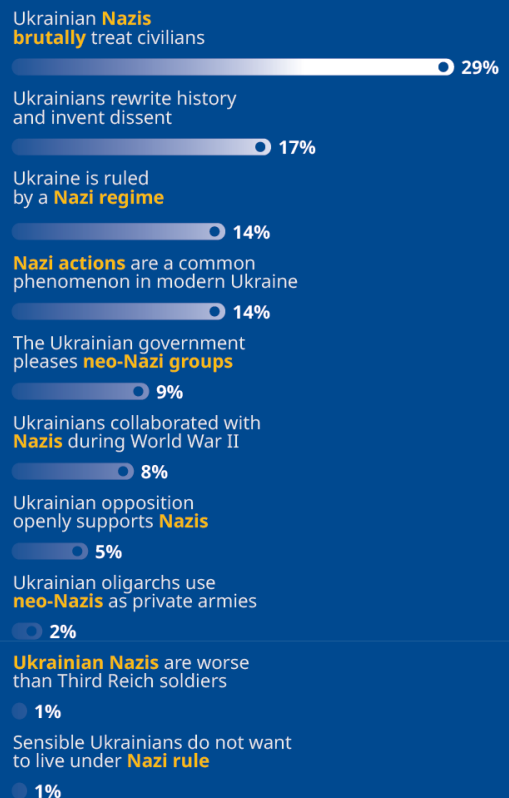 Ukrainian Nazis
brutally treat civilians
29%
Ukrainians rewrite history
and invent dissent
17%
Ukraine is ruled
by a Nazi regime
14%
Nazi actions are a common
phenomenon in modern Ukraine
14%
The Ukrainian government
pleases neo-Nazi groups
9%
Ukrainians collaborated with
Nazis during World War II
8%
Ukrainian opposition
openly supports Nazis
5%
Ukrainian oligarchs use
neo-Nazis as private armies
2%
Ukrainian Nazis are worse
than Third Reich soldiers
1%
Sensible Ukrainians do not want
to live under Nazi rule
1%